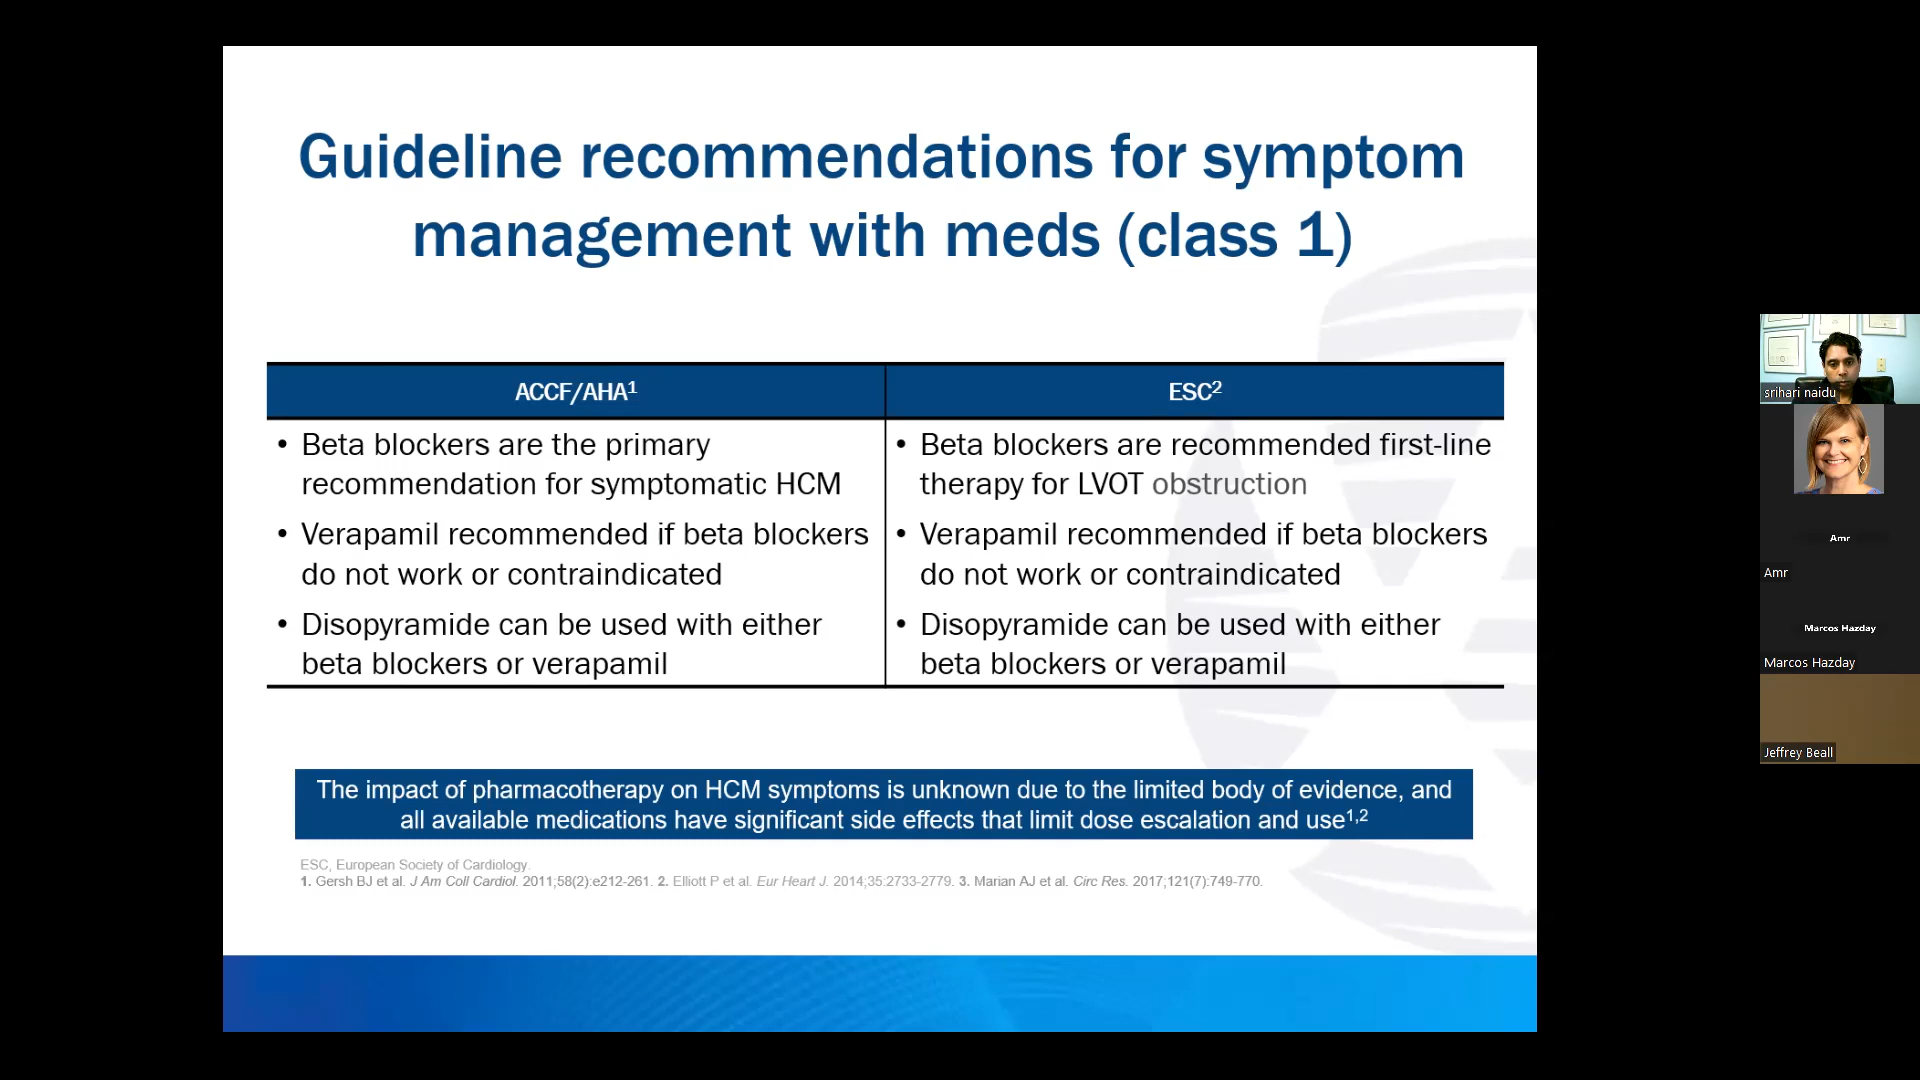 Guideline recommendations for symptom
management with meds (class 1)
ACCF/AHA1
ESC2
• Beta blockers are the primary
recommendation for symptomatic HCM
• Verapamil recommended if beta blockers
do not work or contraindicated
• Disopyramide can be used with either
beta blockers or verapamil
• Beta blockers are recommended first-line
therapy for LVOT obstruction
• Verapamil recommended if beta blockers
do not work or contraindicated
• Disopyramide can be used with either
beta blockers or verapamil
The impact of pharmacotherapy on HCM symptoms is unknown due to the limited body of evidence, and
all available medications have significant side effects that limit dose escalation and use1,2
ESC, European Society of Cardiology.
1. Gersh BJ et al. J Am Coll Cardiol. 2011;58(2):e212-261. 2. Elliott P et al. Eur Heart J. 2014;35:2733-2779. 3. Marian AJ et al. Circ Res. 2017;121(7):749-770.
srihari naidu
Amr
Amr
Marcos Hazday
Marcos Hazday
Jeffrey Beall